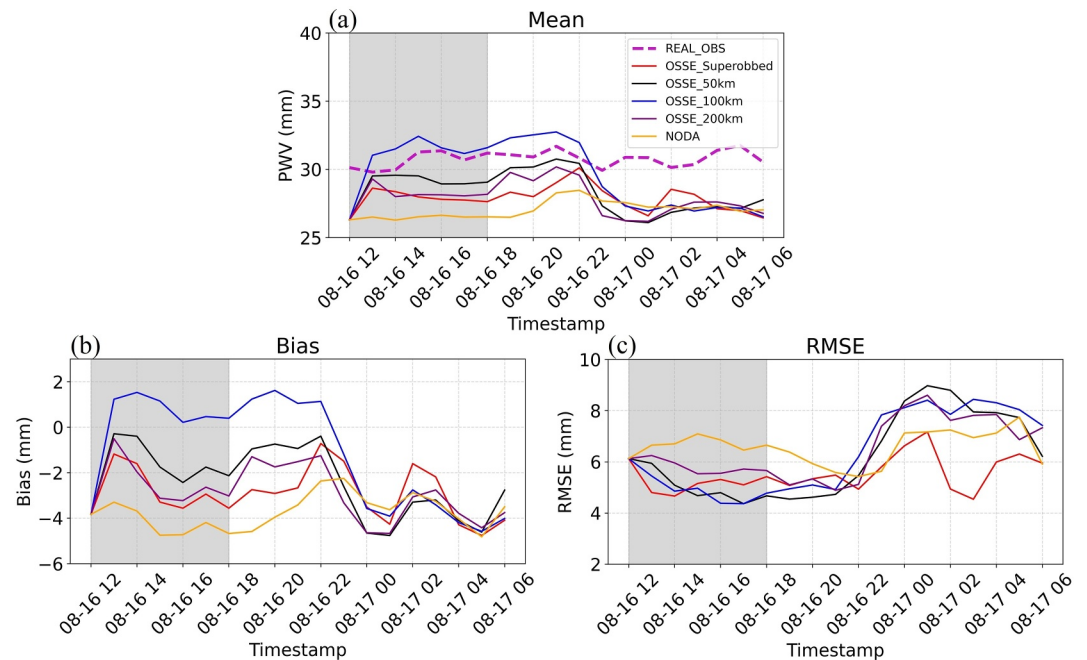 (a) Mean
40
35
30
25
PWV (mm)
REAL_OBS
OSSE_Superobbed
OSSE_50km
OSSE_100km
OSSE_200km
NODA
08-16 12
08-16 14
08-16 16
08-16 18
08-16 20
08-16 22
08-17 00
08-17 02
08-17 04
08-17 06
Timestamp
(b) Bias
2
0
−2
−4
−6
Bias (mm)
08-16 12
08-16 14
08-16 16
08-16 18
08-16 20
08-16 22
08-17 00
08-17 02
08-17 04
08-17 06
Timestamp
(c) RMSE
10
8
6
4
2
RMSE (mm)
08-16 12
08-16 14
08-16 16
08-16 18
08-16 20
08-16 22
08-17 00
08-17 02
08-17 04
08-17 06
Timestamp